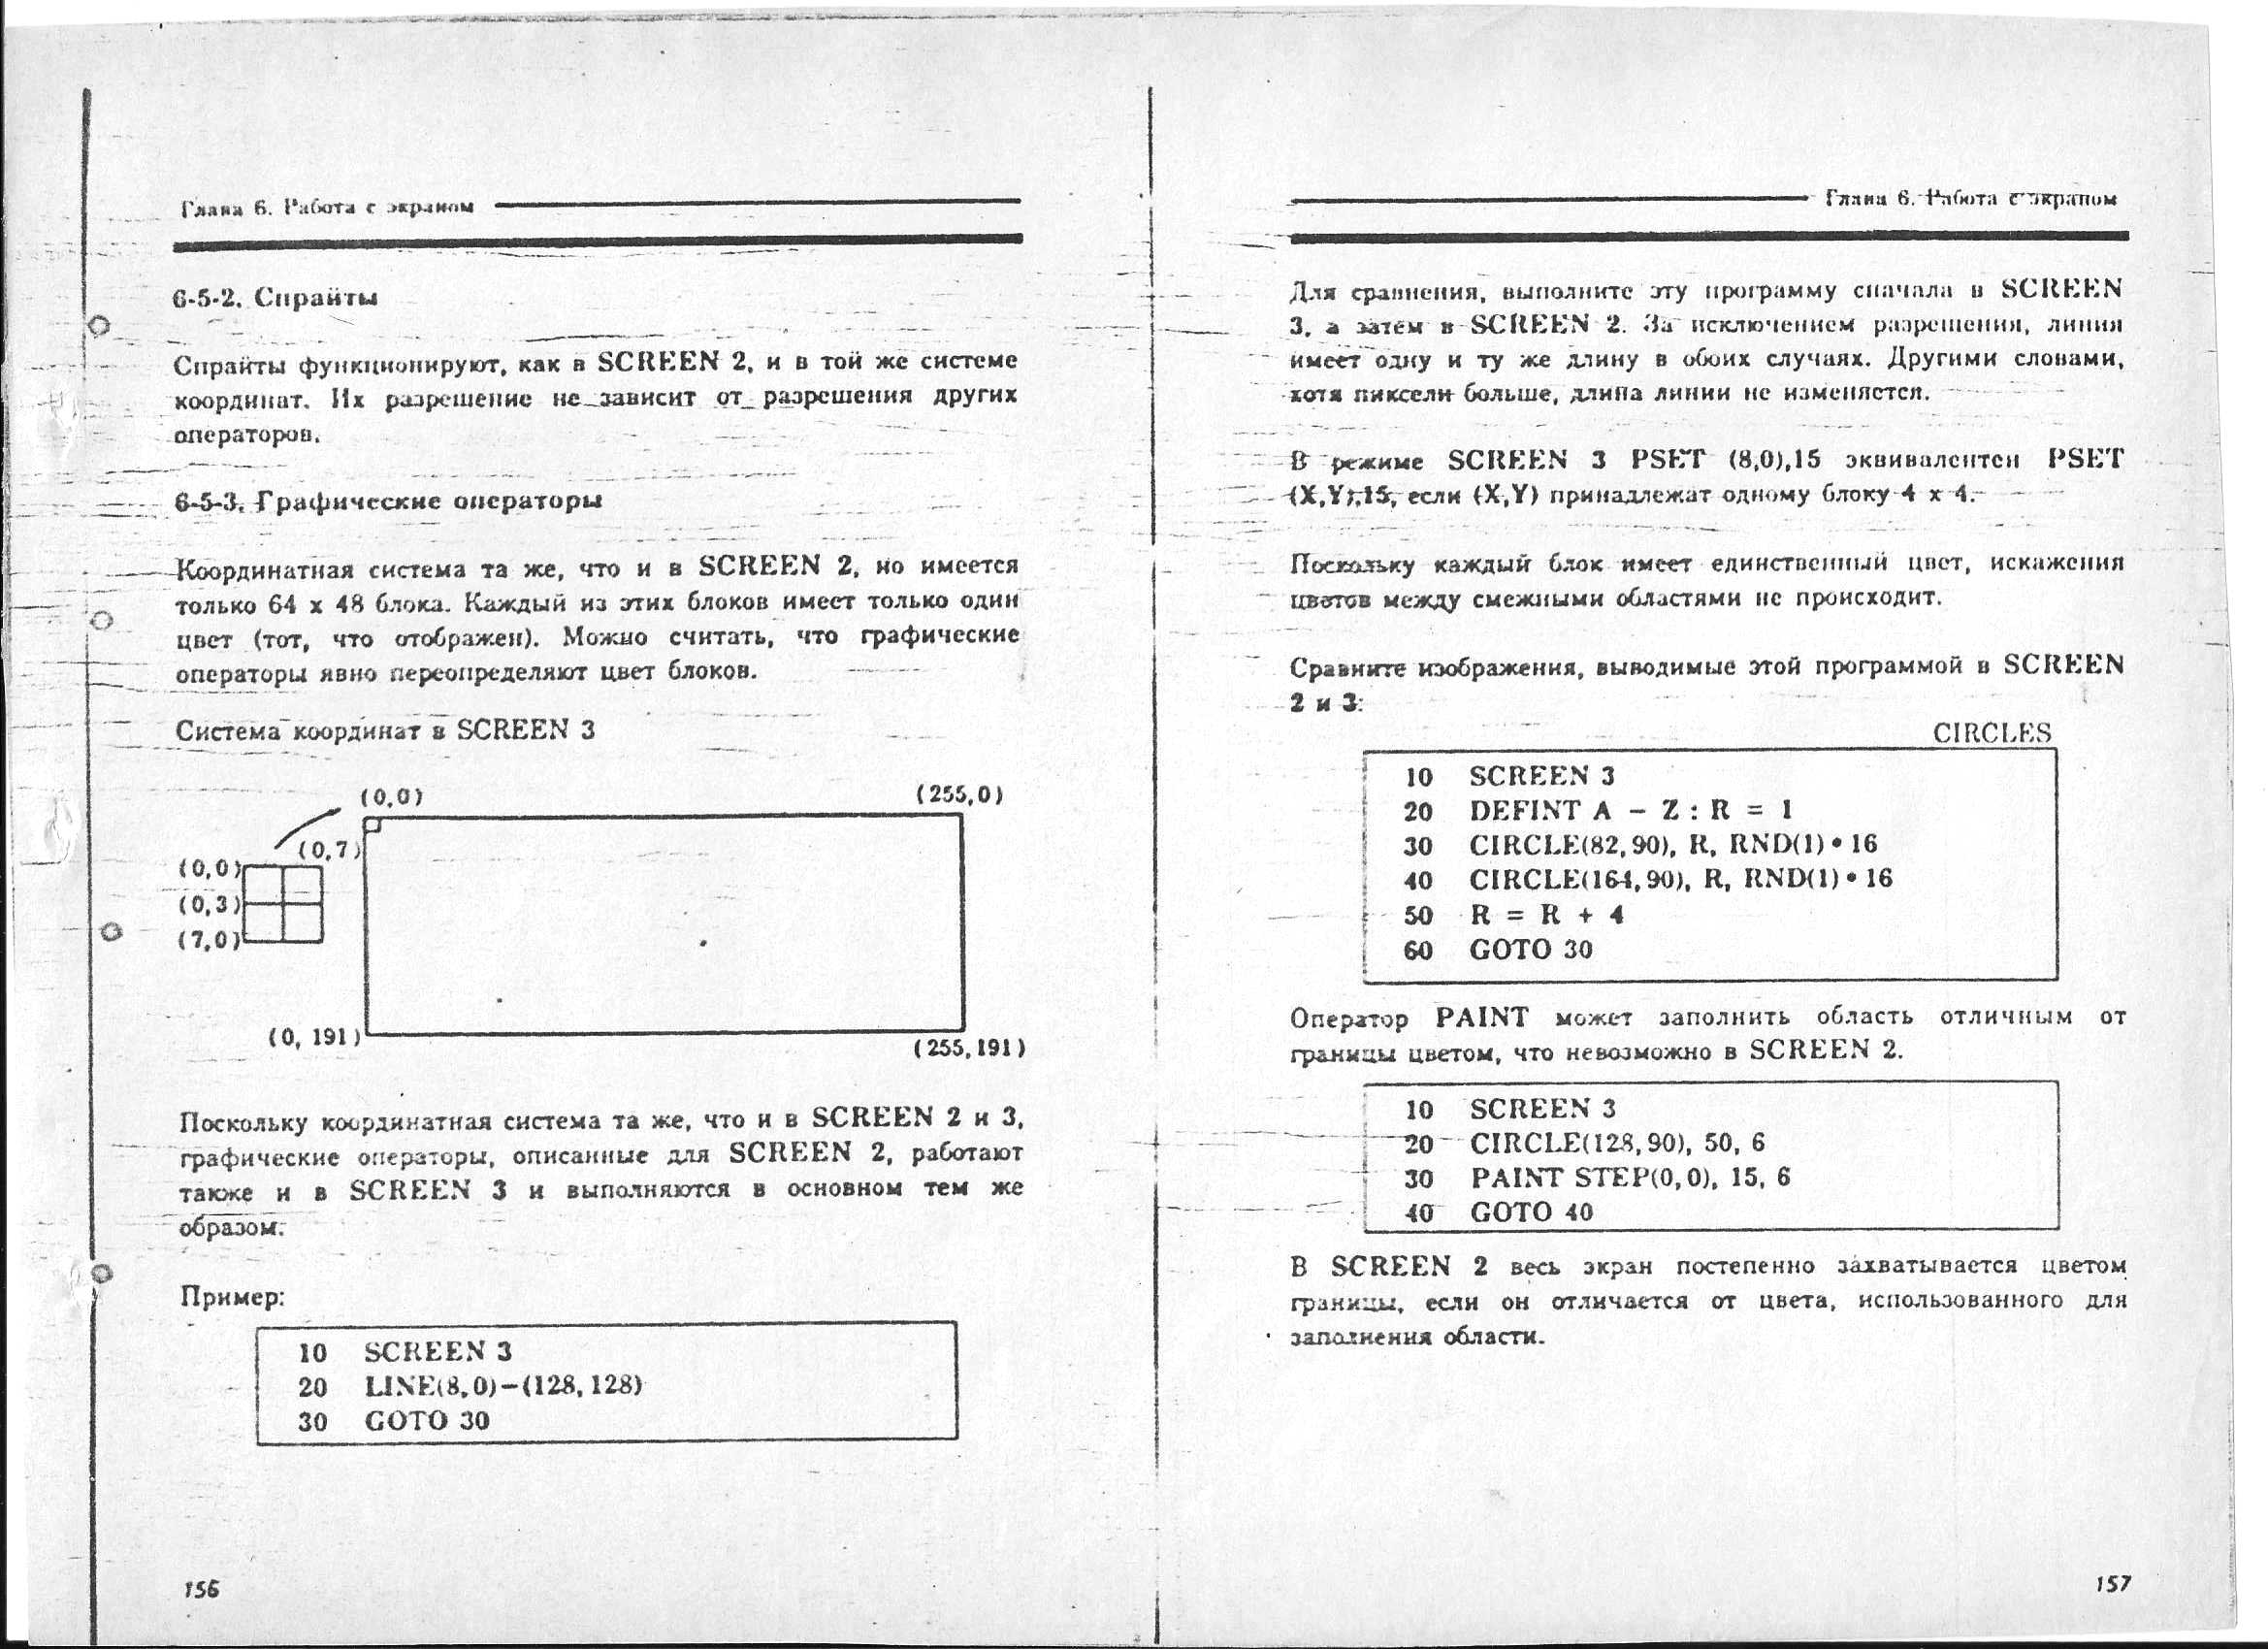 Глава 6. Работа с экраном
6-5-2. Спрайты
Спрайты функционируют, как в SCREEN 2, и в той же системе
координат. Их разрешение не зависит от разрешения других
операторов.
6-5-3. Графические операторы
Координатная система та же, что и в SCREEN 2, но имеется
только 64 x 48 блока. Каждый из этих блоков имеет только один
цвет (тот, что отображен). Можно считать, что графические
операторы явно переопределяют цвет блоков.
Система координат в SCREEN 3
(0,0)
(255,0)
(0,7)
(0,0)
(0,3)
(7,0)
(0, 191)
(255,191)
Поскольку координатная система та же, что и в SCREEN 2 и 3,
графические операторы, описанные для SCREEN 2, работают
также и в SCREEN 3 и выполняются в основном тем же
образом.
Пример:
10 SCREEN 3
20 LINE(8,0)–(128,128)
30 GOTO 30
156
Глава 6. Работа с экраном
Для сравнения, выполните эту программу сначала в SCREEN
3, а затем в SCREEN 2. За исключением разрешения, линия
имеет одну и ту же длину в обоих случаях. Другими словами,
хотя пиксели больше, длина линии не изменяется.
В режиме SCREEN 3 PSET (8,0),15 эквивалентен PSET
(X,Y),15, если (X,Y) принадлежат одному блоку 4 x 4.
Поскольку каждый блок имеет единственный цвет, искажения
цветов между смежными областями не происходит.
Сравните изображения, выводимые этой программой в SCREEN
2 и 3:
CIRCLES
10 SCREEN 3
20 DEFINT A – Z : R = 1
30 CIRCLE(82,90), R, RND(1)*16
40 CIRCLE(164,90), R, RND(1)*16
50 R = R + 4
60 GOTO 30
Оператор PAINT может заполнить область отличным от
границы цветом, что невозможно в SCREEN 2.
10 SCREEN 3
20 CIRCLE(128,90), 50, 6
30 PAINT STEP(0,0), 15, 6
40 GOTO 40
В SCREEN 2 весь экран постепенно захватывается цветом
границы, если он отличается от цвета, использованного для
заполнения области.
157